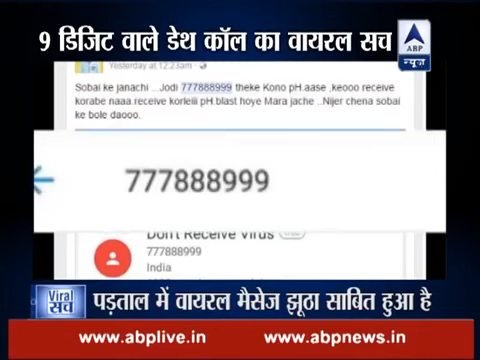 9 डिजिट वाले डेथ कॉल का वायरल सच
ABP
न्यूज़
Yesterday at 12:23am
Sobai ke janachi ...Jodi 777888999 theke Kono pH.aase ,keooo receive
korabe naaa.receive korleiii pH.blast hoye Mara jache ..Nijer chena sobai
ke bole daooo.
777888999
Don't Receive Virus
777888999
India
Viral
सच
पड़ताल में वायरल मैसेज झूठा साबित हुआ है
www.abplive.in
www.abpnews.in